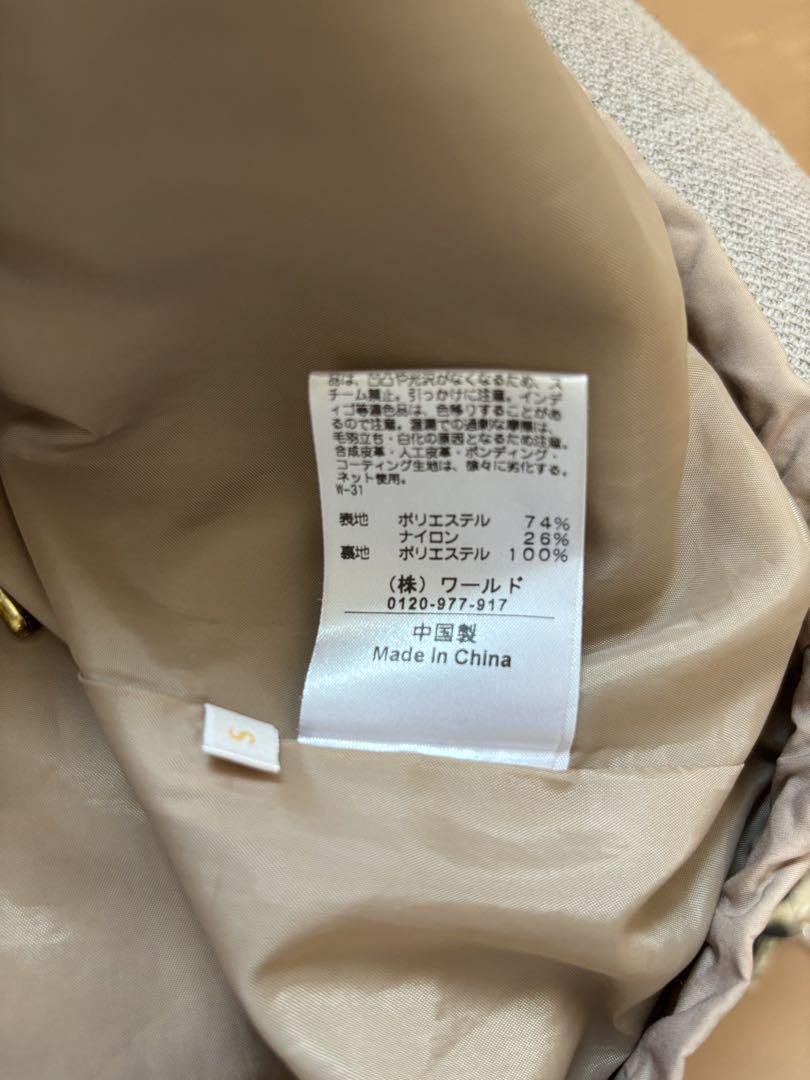 品は、凹凸や光沢がなくなるため、ス
チーム禁止。引っかけに注意。インデ
ィゴ等濃色品は、色移りすることがあ
るので注意。湿潤での過剰な摩擦は、
毛羽立ち・白化の原因となるため注意。
合成皮革・人工皮革・ボンディング・
コーティング生地は、徐々に劣化する。
ネット使用。
W-31
表地 ポリエステル 74%
ナイロン 26%
裏地 ポリエステル 100%
(株) ワールド
0120-977-917
中国製
Made In China
S